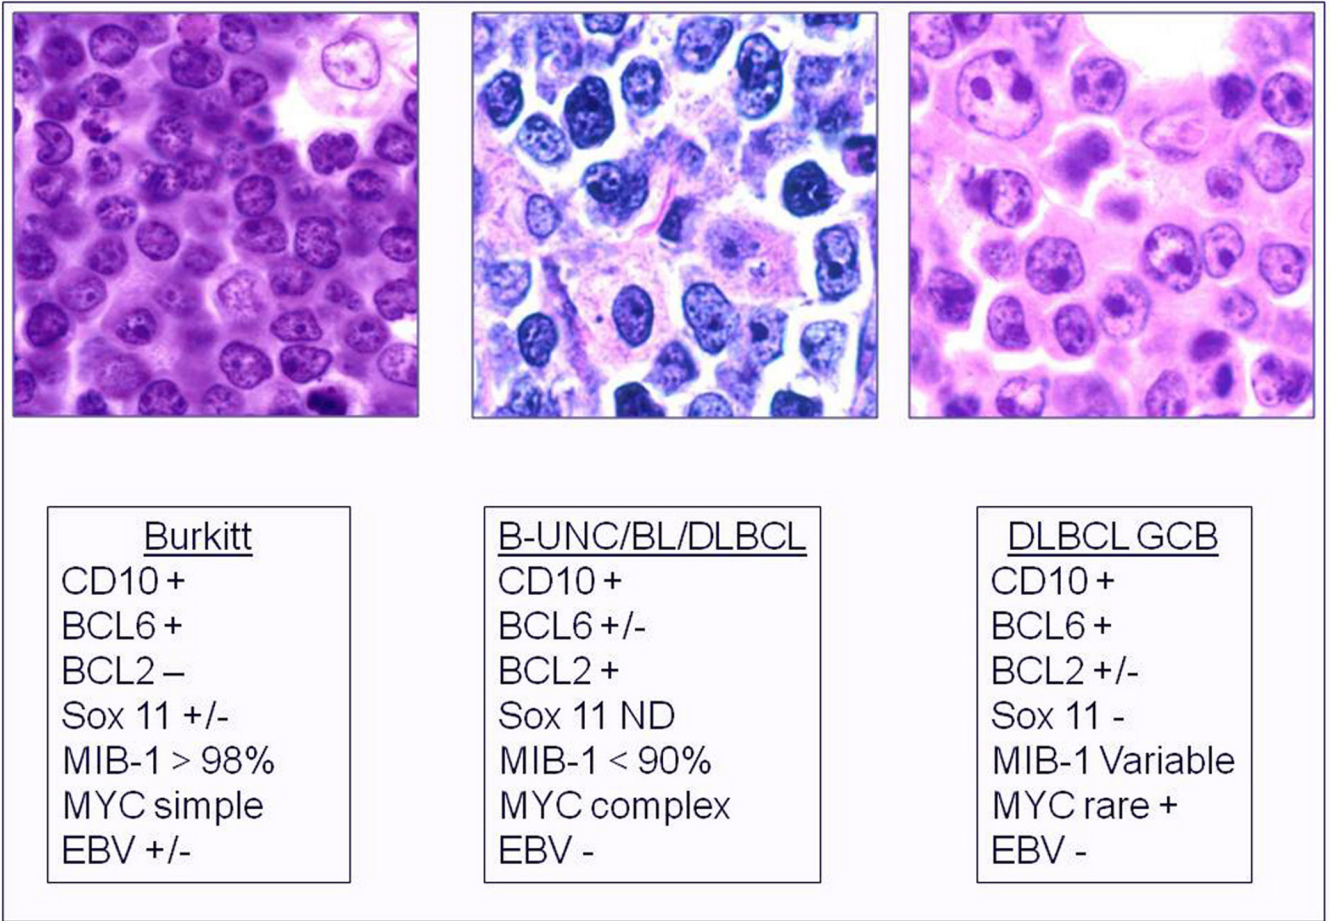 Burkitt
CD10 +
BCL6 +
BCL2 –
Sox 11 +/-
MIB-1 > 98%
MYC simple
EBV +/-
B-UNC/BL/DLBCL
CD10 +
BCL6 +/-
BCL2 +
Sox 11 ND
MIB-1 < 90%
MYC complex
EBV -
DLBCL GCB
CD10 +
BCL6 +
BCL2 +/-
Sox 11 -
MIB-1 Variable
MYC rare +
EBV -